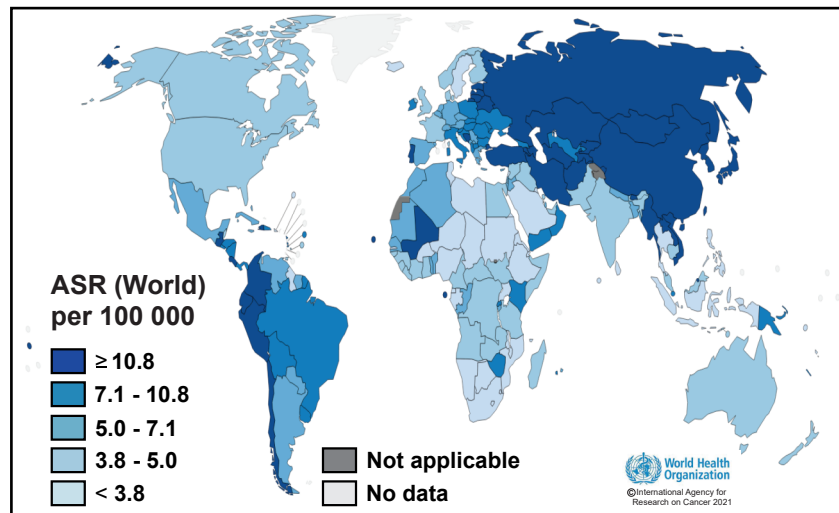 ASR (World)
per 100 000
≥ 10.8
7.1 - 10.8
5.0 - 7.1
3.8 - 5.0
< 3.8
Not applicable
No data
World Health
Organization
©International Agency for
Research on Cancer 2021